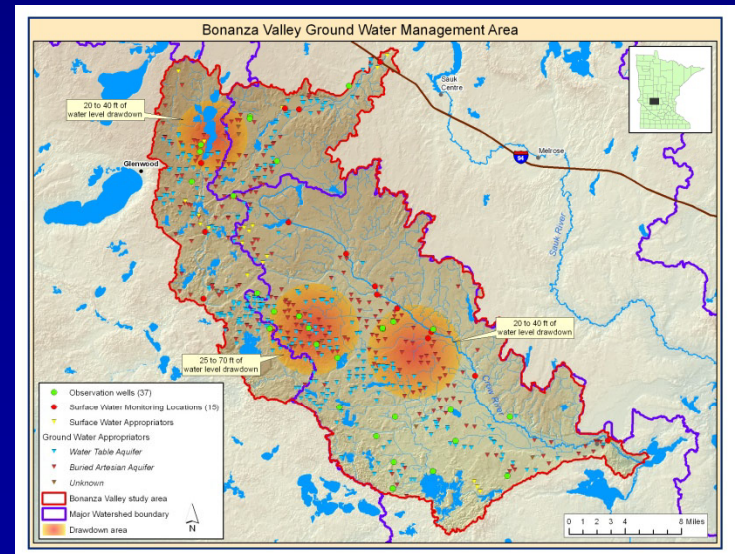 Bonanza Valley Ground Water Management Area
Sauk
Centre
20 to 40 ft of
water level drawdown
Glenwood
Melrose
94
Sauk River
20 to 40 ft of
water level drawdown
25 to 70 ft of
water level drawdown
Crow River
Observation wells (37)
Surface Water Monitoring Locations (15)
Surface Water Appropriators
Ground Water Appropriators
Water Table Aquifer
Buried Artesian Aquifer
Unknown
Bonanza Valley study area
Major Watershed boundary
Drawdown area
N
0 1 2 3 4 8 Miles